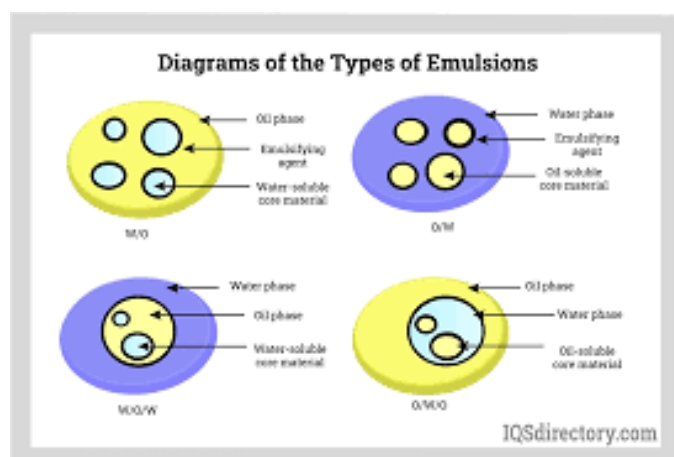 Diagrams of the Types of Emulsions
Oil phase
Emulsifying
agent
Water-soluble
core material
W/O
Water phase
Emulsifying
agent
Oil-soluble
core material
O/W
Water phase
Oil phase
Water-soluble
core material
W/O/W
Oil phase
Water phase
Oil-soluble
core material
O/W/O
IQSdirectory.com